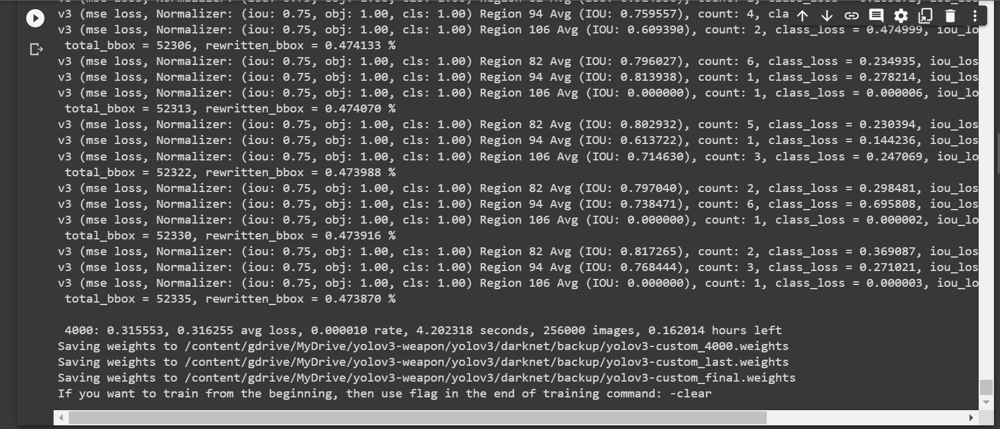 v3 (mse loss, Normalizer: (iou: 0.75, obj: 1.00, cls: 1.00) Region 94 Avg (IOU: 0.759557), count: 4, cla
v3 (mse loss, Normalizer: (iou: 0.75, obj: 1.00, cls: 1.00) Region 106 Avg (IOU: 0.609390), count: 2, class_loss = 0.474999, iou_lo
total_bbox = 52306, rewritten_bbox = 0.474133 %
v3 (mse loss, Normalizer: (iou: 0.75, obj: 1.00, cls: 1.00) Region 82 Avg (IOU: 0.796027), count: 6, class_loss = 0.234935, iou_los
v3 (mse loss, Normalizer: (iou: 0.75, obj: 1.00, cls: 1.00) Region 94 Avg (IOU: 0.813938), count: 1, class_loss = 0.278214, iou_los
v3 (mse loss, Normalizer: (iou: 0.75, obj: 1.00, cls: 1.00) Region 106 Avg (IOU: 0.000000), count: 1, class_loss = 0.000006, iou_lo
total_bbox = 52313, rewritten_bbox = 0.474070 %
v3 (mse loss, Normalizer: (iou: 0.75, obj: 1.00, cls: 1.00) Region 82 Avg (IOU: 0.802932), count: 5, class_loss = 0.230394, iou_los
v3 (mse loss, Normalizer: (iou: 0.75, obj: 1.00, cls: 1.00) Region 94 Avg (IOU: 0.613722), count: 1, class_loss = 0.144236, iou_los
v3 (mse loss, Normalizer: (iou: 0.75, obj: 1.00, cls: 1.00) Region 106 Avg (IOU: 0.714630), count: 3, class_loss = 0.247069, iou_lo
total_bbox = 52322, rewritten_bbox = 0.473988 %
v3 (mse loss, Normalizer: (iou: 0.75, obj: 1.00, cls: 1.00) Region 82 Avg (IOU: 0.797040), count: 2, class_loss = 0.298481, iou_los
v3 (mse loss, Normalizer: (iou: 0.75, obj: 1.00, cls: 1.00) Region 94 Avg (IOU: 0.738471), count: 6, class_loss = 0.695808, iou_los
v3 (mse loss, Normalizer: (iou: 0.75, obj: 1.00, cls: 1.00) Region 106 Avg (IOU: 0.000000), count: 1, class_loss = 0.000002, iou_lo
total_bbox = 52330, rewritten_bbox = 0.473916 %
v3 (mse loss, Normalizer: (iou: 0.75, obj: 1.00, cls: 1.00) Region 82 Avg (IOU: 0.817265), count: 2, class_loss = 0.369087, iou_los
v3 (mse loss, Normalizer: (iou: 0.75, obj: 1.00, cls: 1.00) Region 94 Avg (IOU: 0.768444), count: 3, class_loss = 0.271021, iou_los
v3 (mse loss, Normalizer: (iou: 0.75, obj: 1.00, cls: 1.00) Region 106 Avg (IOU: 0.000000), count: 1, class_loss = 0.000003, iou_lo
total_bbox = 52335, rewritten_bbox = 0.473870 %
4000: 0.315553, 0.316255 avg loss, 0.000010 rate, 4.202318 seconds, 256000 images, 0.162014 hours left
Saving weights to /content/gdrive/MyDrive/yolov3-weapon/yolov3/darknet/backup/yolov3-custom_4000.weights
Saving weights to /content/gdrive/MyDrive/yolov3-weapon/yolov3/darknet/backup/yolov3-custom_last.weights
Saving weights to /content/gdrive/MyDrive/yolov3-weapon/yolov3/darknet/backup/yolov3-custom_final.weights
If you want to train from the beginning, then use flag in the end of training command: -clear